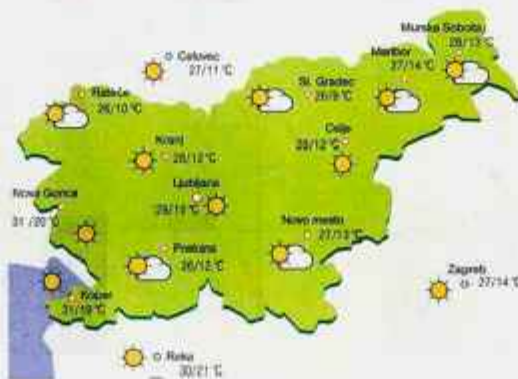 Murska Sobota
28/13 °C
Maribor
27/14 °C
Celovec
27/11 °C
Sl. Gradec
26/9 °C
Rateče
26/10 °C
Celje
28/12 °C
Kranj
28/12 °C
Ljubljana
Nova Gorica
31/20 °C
Novo mesto
27/13 °C
Postojna
26/12 °C
Zagreb
27/14 °C
Koper
31/19 °C
Reka
30/21 °C